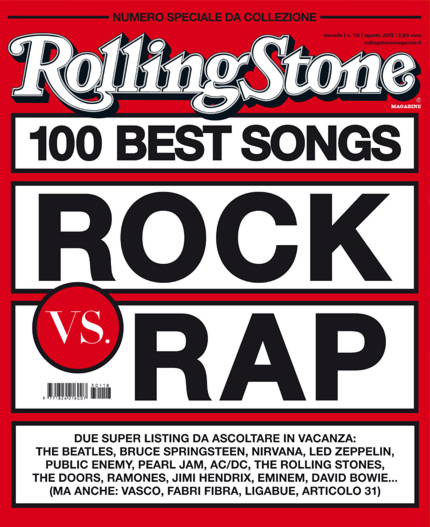 NUMERO SPECIALE DA COLLEZIONE
RollingStone
MAGAZINE
100 BEST SONGS
ROCK
VS.
RAP
DUE SUPER LISTING DA ASCOLTARE IN VACANZA:
THE BEATLES, BRUCE SPRINGSTEEN, NIRVANA, LED ZEPPELIN,
PUBLIC ENEMY, PEARL JAM, AC/DC, THE ROLLING STONES,
THE DOORS, RAMONES, JIMI HENDRIX, EMINEM, DAVID BOWIE...
(MA ANCHE: VASCO, FABRI FIBRA, LIGABUE, ARTICOLO 31)